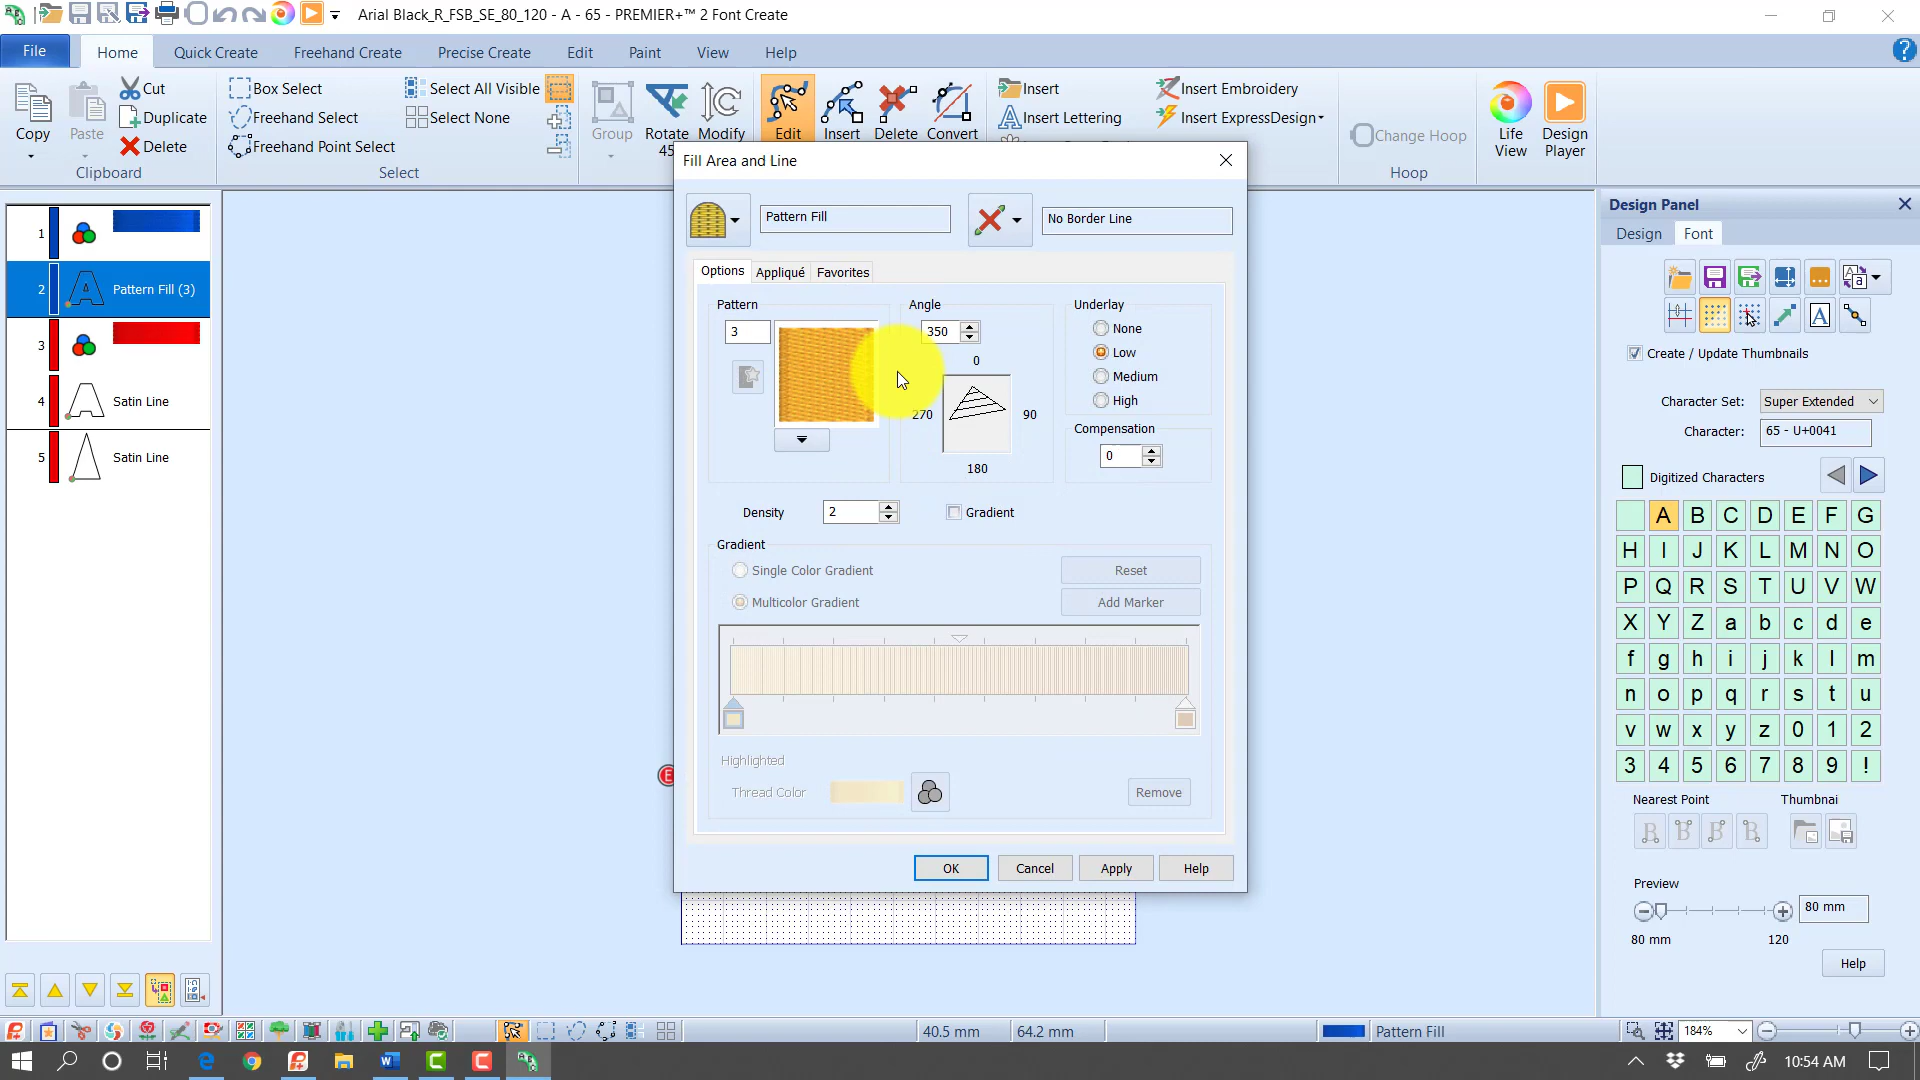 Arial Black_R_FSB_SE_80_120 - A - 65 - PREMIER+™ 2 Font Create
File Home Quick Create Freehand Create Precise Create Edit Paint View Help
Copy Paste Cut Duplicate Delete
Clipboard
Box Select Freehand Select Freehand Point Select
Select All Visible Select None
Select
Group Rotate 45 Modify
Edit Insert Delete Convert
Insert Insert Lettering
Insert Embroidery Insert ExpressDesign
Change Hoop
Hoop
Life View
Design Player
1
2 Pattern Fill (3)
3
4 Satin Line
5 Satin Line
Fill Area and Line
Pattern Fill
No Border Line
Options Appliqué Favorites
Pattern
3
Angle
350
0
270 90
180
Underlay
None
Low
Medium
High
Compensation
0
Density 2 Gradient
Gradient
Single Color Gradient Reset
Multicolor Gradient Add Marker
Highlighted
Thread Color Remove
OK Cancel Apply Help
E
Design Panel
Design Font
Create / Update Thumbnails
Character Set: Super Extended
Character: 65 - U+0041
Digitized Characters
A B C D E F G
H I J K L M N O
P Q R S T U V W
X Y Z a b c d e
f g h i j k l m
n o p q r s t u
v w x y z 0 1 2
3 4 5 6 7 8 9 !
Nearest Point Thumbnai
Preview
80 mm
80 mm 120
Help
40.5 mm 64.2 mm Pattern Fill 184%
10:54 AM